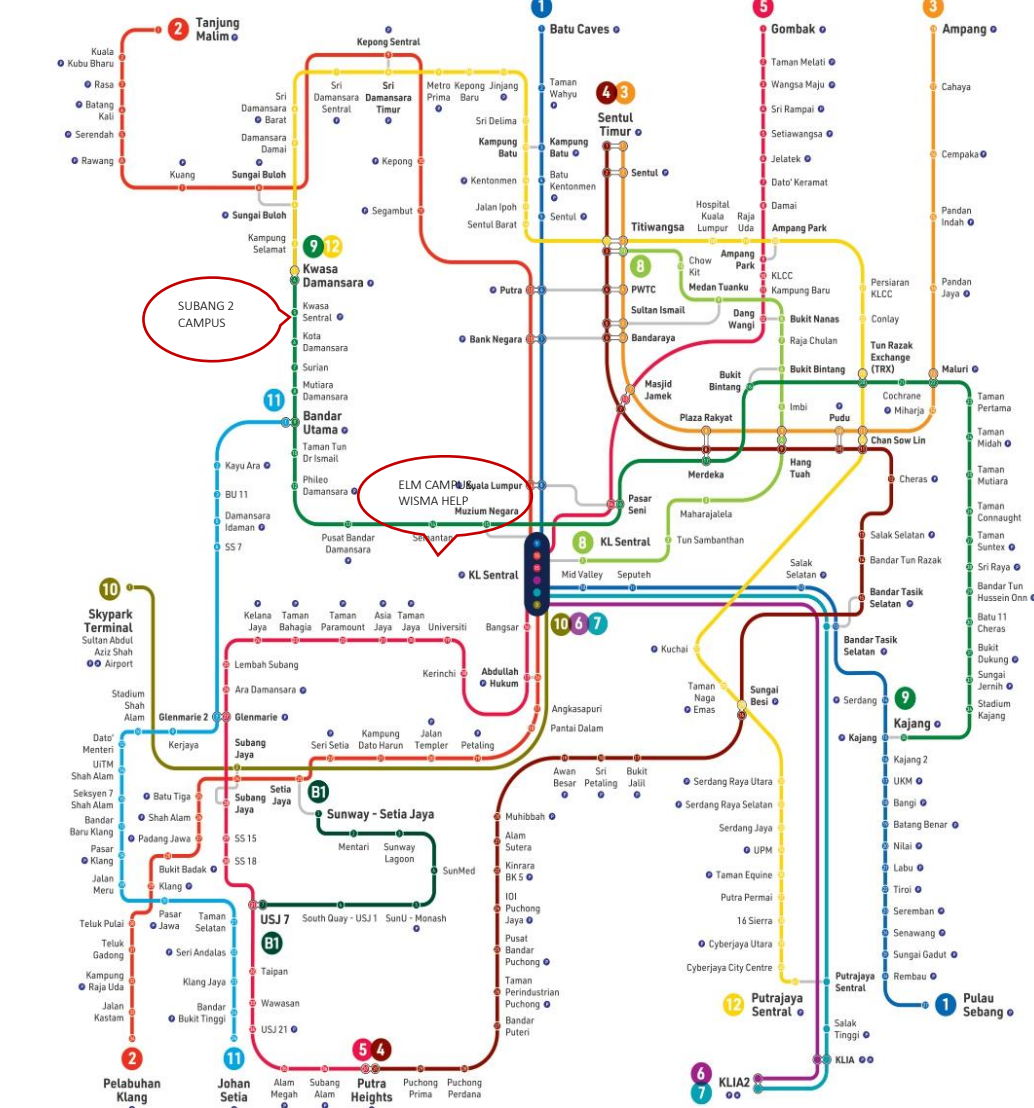 2
Tanjung
Malim
Kuala
Kubu Bharu
Rasa
Batang
Kali
Serendah
Rawang
Kuang
Sungai Buloh
Sungai Buloh
Kepong Sentral
Sri
Damansara
Sentral
Sri
Damansara
Timur
Metro
Prima
Kepong
Baru
Jinjang
Sri
Damansara
Barat
Damansara
Damai
Kepong
Segambut
Kampung
Selamat
9
12
Kwasa
Damansara
SUBANG 2
CAMPUS
Kwasa
Sentral
Kota
Damansara
Surian
Mutiara
Damansara
11
Bandar
Utama
Taman Tun
Dr Ismail
Phileo
Damansara
Kayu Ara
BU 11
Damansara
Idaman
SS 7
Pusat Bandar
Damansara
Semantan
ELM CAMPUS,
WISMA HELP
Kuala Lumpur
Muzium Negara
1
Batu Caves
Taman
Wahyu
Sri Delima
Kampung
Batu
Kampung
Batu
Kentonmen
Batu
Kentonmen
Jalan Ipoh
Sentul
Sentul Barat
Putra
Bank Negara
4
3
Sentul
Timur
Sentul
Titiwangsa
8
PWTC
Sultan Ismail
Bandaraya
Chow
Kit
Medan Tuanku
Dang
Wangi
Bukit Nanas
Raja Chulan
Bukit
Bintang
Bukit Bintang
Masjid
Jamek
Plaza Rakyat
Imbi
Pudu
Merdeka
Hang
Tuah
Pasar
Seni
Maharajalela
Tun Sambanthan
8
KL Sentral
5
Gombak
Taman Melati
Wangsa Maju
Sri Rampai
Setiawangsa
Jelatek
Dato' Keramat
Damai
Hospital
Kuala
Lumpur
Raja
Uda
Ampang Park
Ampang
Park
KLCC
Kampung Baru
3
Ampang
Cahaya
Cempaka
Pandan
Indah
Pandan
Jaya
Persiaran
KLCC
Conlay
Tun Razak
Exchange
(TRX)
Maluri
Cochrane
Miharja
Chan Sow Lin
Taman
Pertama
Taman
Midah
Taman
Mutiara
Taman
Connaught
Taman
Suntex
Sri Raya
Bandar Tun
Hussein Onn
Batu 11
Cheras
Bukit
Dukung
Sungai
Jernih
Stadium
Kajang
9
Kajang
Cheras
Salak Selatan
Bandar Tun Razak
Bandar Tasik
Selatan
Bandar Tasik
Selatan
KL Sentral
Mid Valley
Seputeh
Salak
Selatan
10
6
7
Bangsar
Abdullah
Hukum
Kerinchi
Universiti
Taman
Jaya
Asia
Jaya
Taman
Paramount
Taman
Bahagia
Kelana
Jaya
Lembah Subang
Ara Damansara
Glenmarie 2
Glenmarie
10
Skypark
Terminal
Sultan Abdul
Aziz Shah
Airport
Stadium
Shah
Alam
Kerjaya
Dato'
Menteri
UiTM
Shah Alam
Seksyen 7
Shah Alam
Bandar
Baru Klang
Pasar
Klang
Jalan
Meru
Subang
Jaya
Subang
Jaya
Batu Tiga
Shah Alam
Padang Jawa
Bukit Badak
Klang
Teluk Pulai
Teluk
Gadong
Kampung
Raja Uda
Jalan
Kastam
2
Pelabuhan
Klang
Pasar
Jawa
Taman
Selatan
Seri Andalas
Klang Jaya
Bandar
Bukit Tinggi
11
Johan
Setia
Setia
Jaya
Seri Setia
Kampung
Dato Harun
Jalan
Templer
Petaling
Pantai Dalam
Angkasapuri
B1
Sunway - Setia Jaya
Mentari
Sunway
Lagoon
SunMed
SunU - Monash
South Quay - USJ 1
USJ 7
B1
SS 15
SS 18
Taipan
Wawasan
USJ 21
Alam
Megah
Subang
Alam
5
4
Putra
Heights
Puchong
Prima
Puchong
Perdana
Bandar
Puteri
Taman
Perindustrian
Puchong
Pusat
Bandar
Puchong
IOI
Puchong
Jaya
Kinrara
BK 5
Alam
Sutera
Muhibbah
Awan
Besar
Sri
Petaling
Bukit
Jalil
Sungai
Besi
Kuchai
Taman
Naga
Emas
Serdang Raya Utara
Serdang Raya Selatan
Serdang Jaya
UPM
Taman Equine
Putra Permai
16 Sierra
Cyberjaya Utara
Cyberjaya City Centre
12
Putrajaya
Sentral
Putrajaya
Sentral
Salak
Tinggi
KLIA
6
7
KLIA2
Serdang
Kajang
Kajang 2
UKM
Bangi
Batang Benar
Nilai
Labu
Tiroi
Seremban
Senawang
Sungai Gadut
Rembau
1
Pulau
Sebang